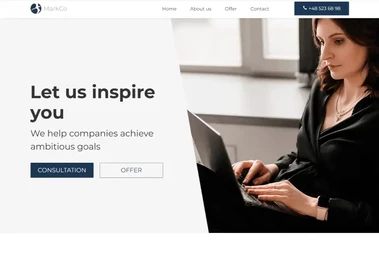 MarkGo
Home About us Offer Contact
+48 523 68 98
Let us inspire
you
We help companies achieve
ambitious goals
CONSULTATION OFFER